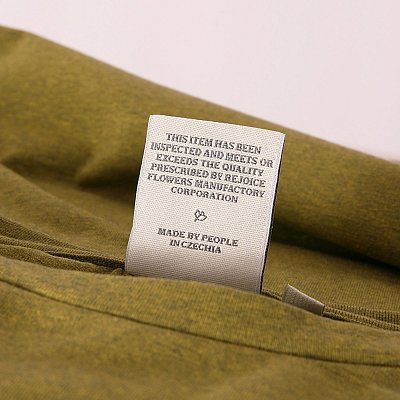 THIS ITEM HAS BEEN
INSPECTED AND MEETS OR
EXCEEDS THE QUALITY
PRESCRIBED BY REJOICE
FLOWERS MANUFACTORY
CORPORATION
MADE BY PEOPLE
IN CZECHIA